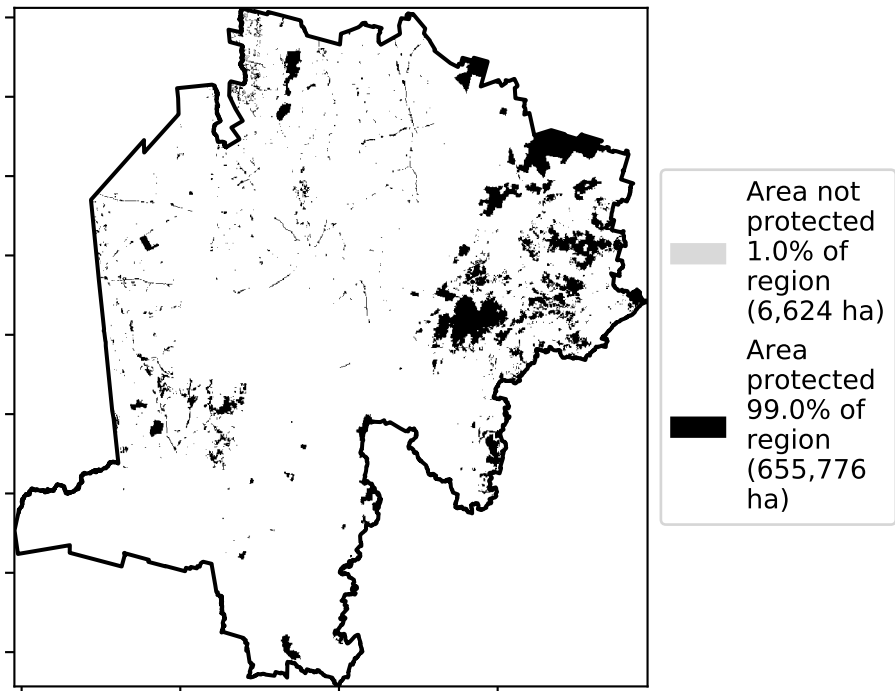 Area not
protected
1.0% of
region
(6,624 ha)
Area
protected
99.0% of
region
(655,776
ha)